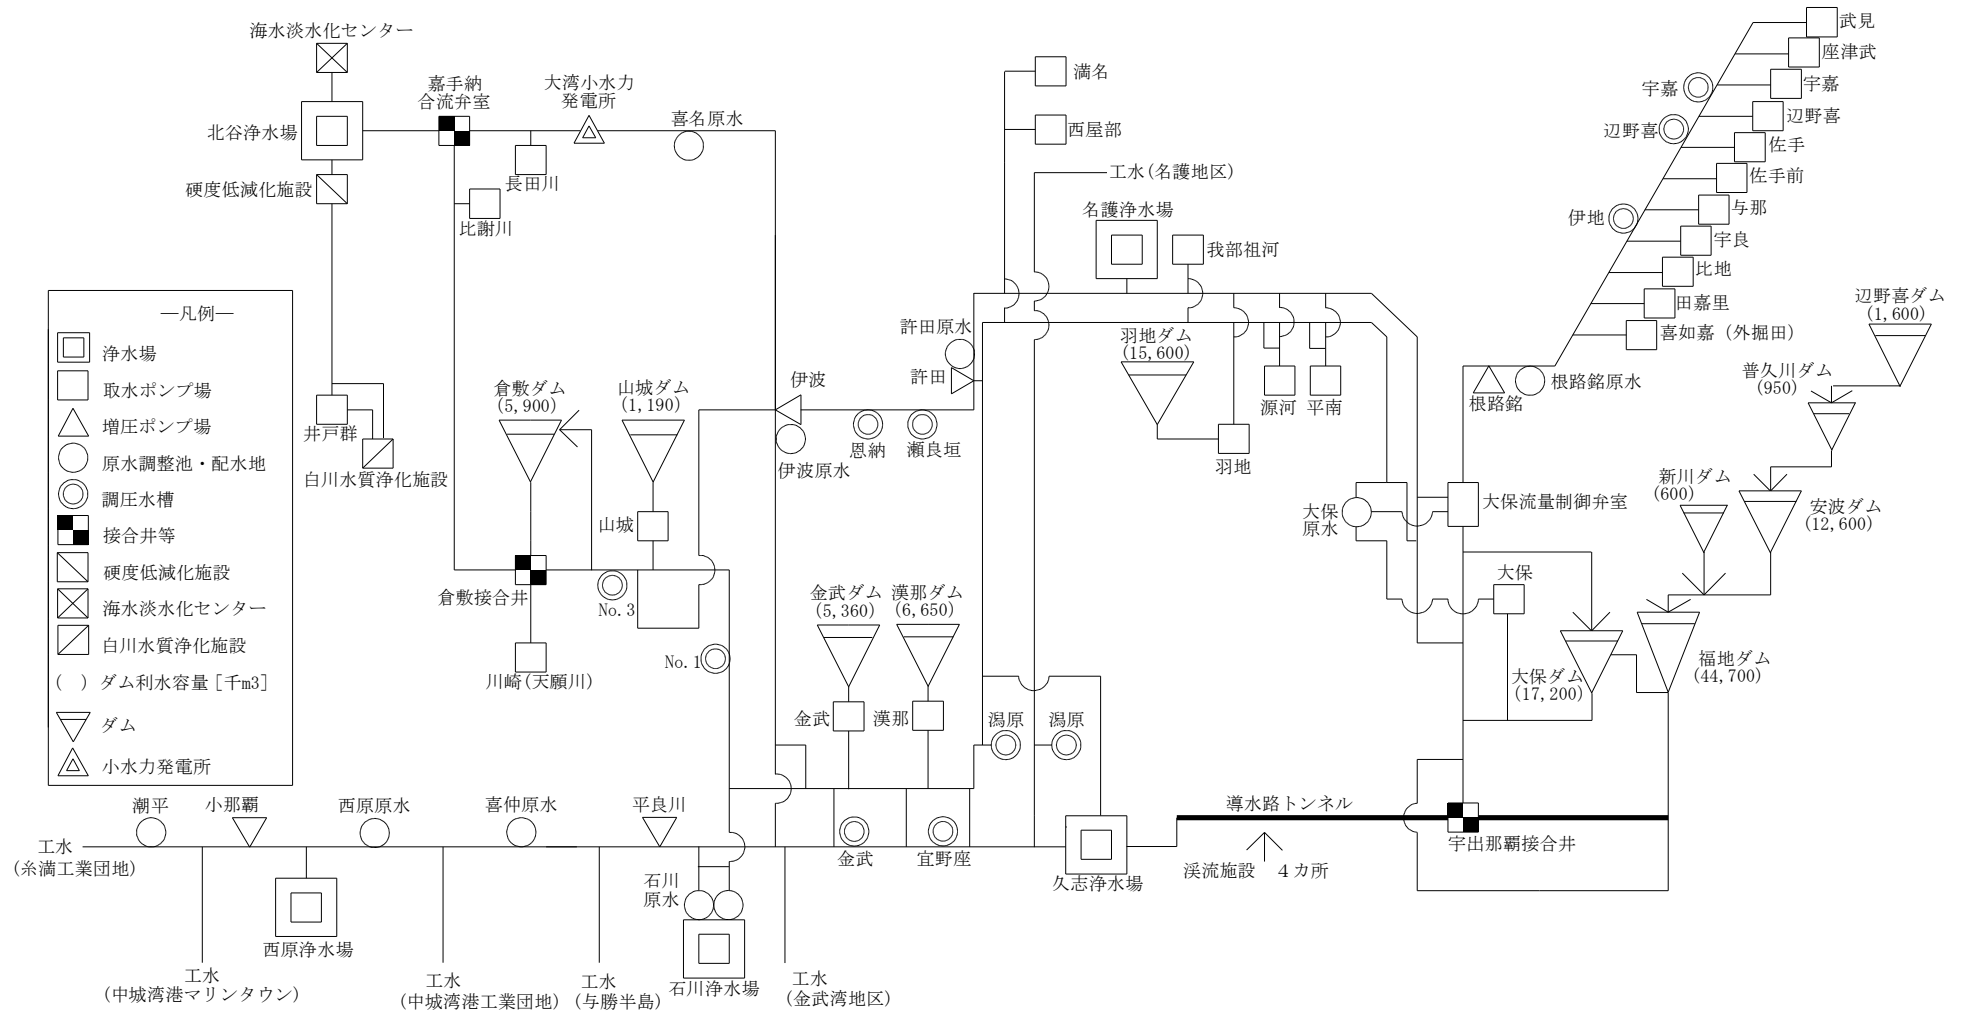 海水淡水化センター
北谷浄水場
硬度低減化施設
嘉手納
合流弁室
大湾小水力
発電所
喜名原水
長田川
比謝川
井戸群
白川水質浄化施設
―凡例―
浄水場
取水ポンプ場
増圧ポンプ場
原水調整池・配水地
調圧水槽
接合井等
硬度低減化施設
海水淡水化センター
白川水質浄化施設
( ) ダム利水容量[千m3]
ダム
小水力発電所
倉敷ダム
(5,900)
山城ダム
(1,190)
山城
倉敷接合井
No.3
川崎(天願川)
No.1
伊波
伊波原水
恩納
瀬良垣
許田原水
許田
満名
西屋部
工水(名護地区)
名護浄水場
我部祖河
羽地ダム
(15,600)
羽地
源河
平南
武見
座津武
宇嘉
辺野喜
佐手
佐手前
与那
宇良
比地
田嘉里
喜如嘉 (外掘田)
宇嘉
辺野喜
伊地
根路銘
根路銘原水
辺野喜ダム
(1,600)
普久川ダム
(950)
新川ダム
(600)
安波ダム
(12,600)
大保流量制御弁室
大保
原水
大保
大保ダム
(17,200)
福地ダム
(44,700)
金武ダム
(5,360)
漢那ダム
(6,650)
金武
漢那
潟原
潟原
導水路トンネル
宇出那覇接合井
渓流施設 4カ所
久志浄水場
宜野座
金武
潮平
小那覇
西原原水
喜仲原水
平良川
工水
(糸満工業団地)
石川
原水
西原浄水場
石川浄水場
工水
(中城湾港マリンタウン)
工水
(中城湾港工業団地)
工水
(与勝半島)
工水
(金武湾地区)